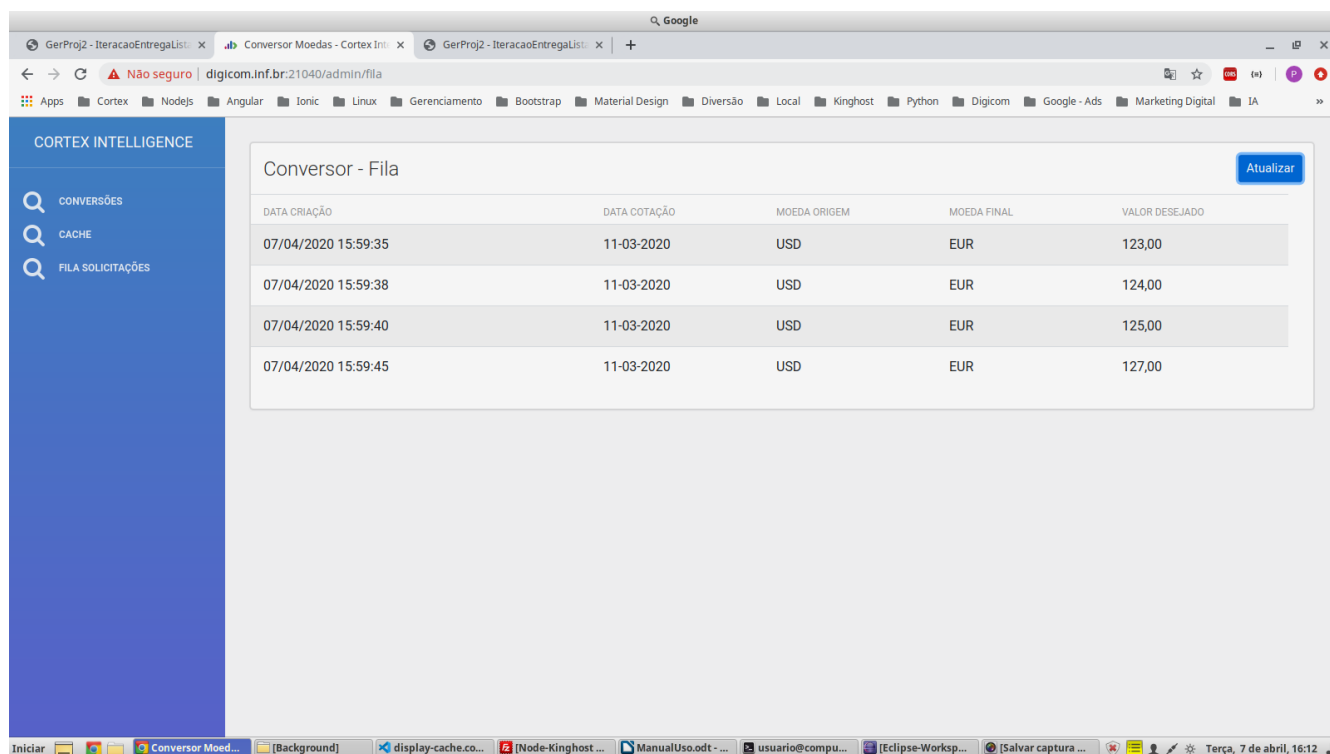 Google
GerProj2 - IteracaoEntregaLista Conversor Moedas - Cortex Inte GerProj2 - IteracaoEntregaLista
Não seguro digicom.inf.br:21040/admin/fila CORS {=} P
Apps Cortex NodeJs Angular Ionic Linux Gerenciamento Bootstrap Material Design Diversão Local Kinghost Python Digicom Google - Ads Marketing Digital IA »
CORTEX INTELLIGENCE
CONVERSÕES
CACHE
FILA SOLICITAÇÕES
Conversor - Fila Atualizar
DATA CRIAÇÃO DATA COTAÇÃO MOEDA ORIGEM MOEDA FINAL VALOR DESEJADO
07/04/2020 15:59:35 11-03-2020 USD EUR 123,00
07/04/2020 15:59:38 11-03-2020 USD EUR 124,00
07/04/2020 15:59:40 11-03-2020 USD EUR 125,00
07/04/2020 15:59:45 11-03-2020 USD EUR 127,00
Iniciar Conversor Moed... [Background] display-cache.co... [Node-Kinghost ... ManualUso.odt - ... usuario@compu... [Eclipse-Worksp... [Salvar captura ... Terça, 7 de abril, 16:12